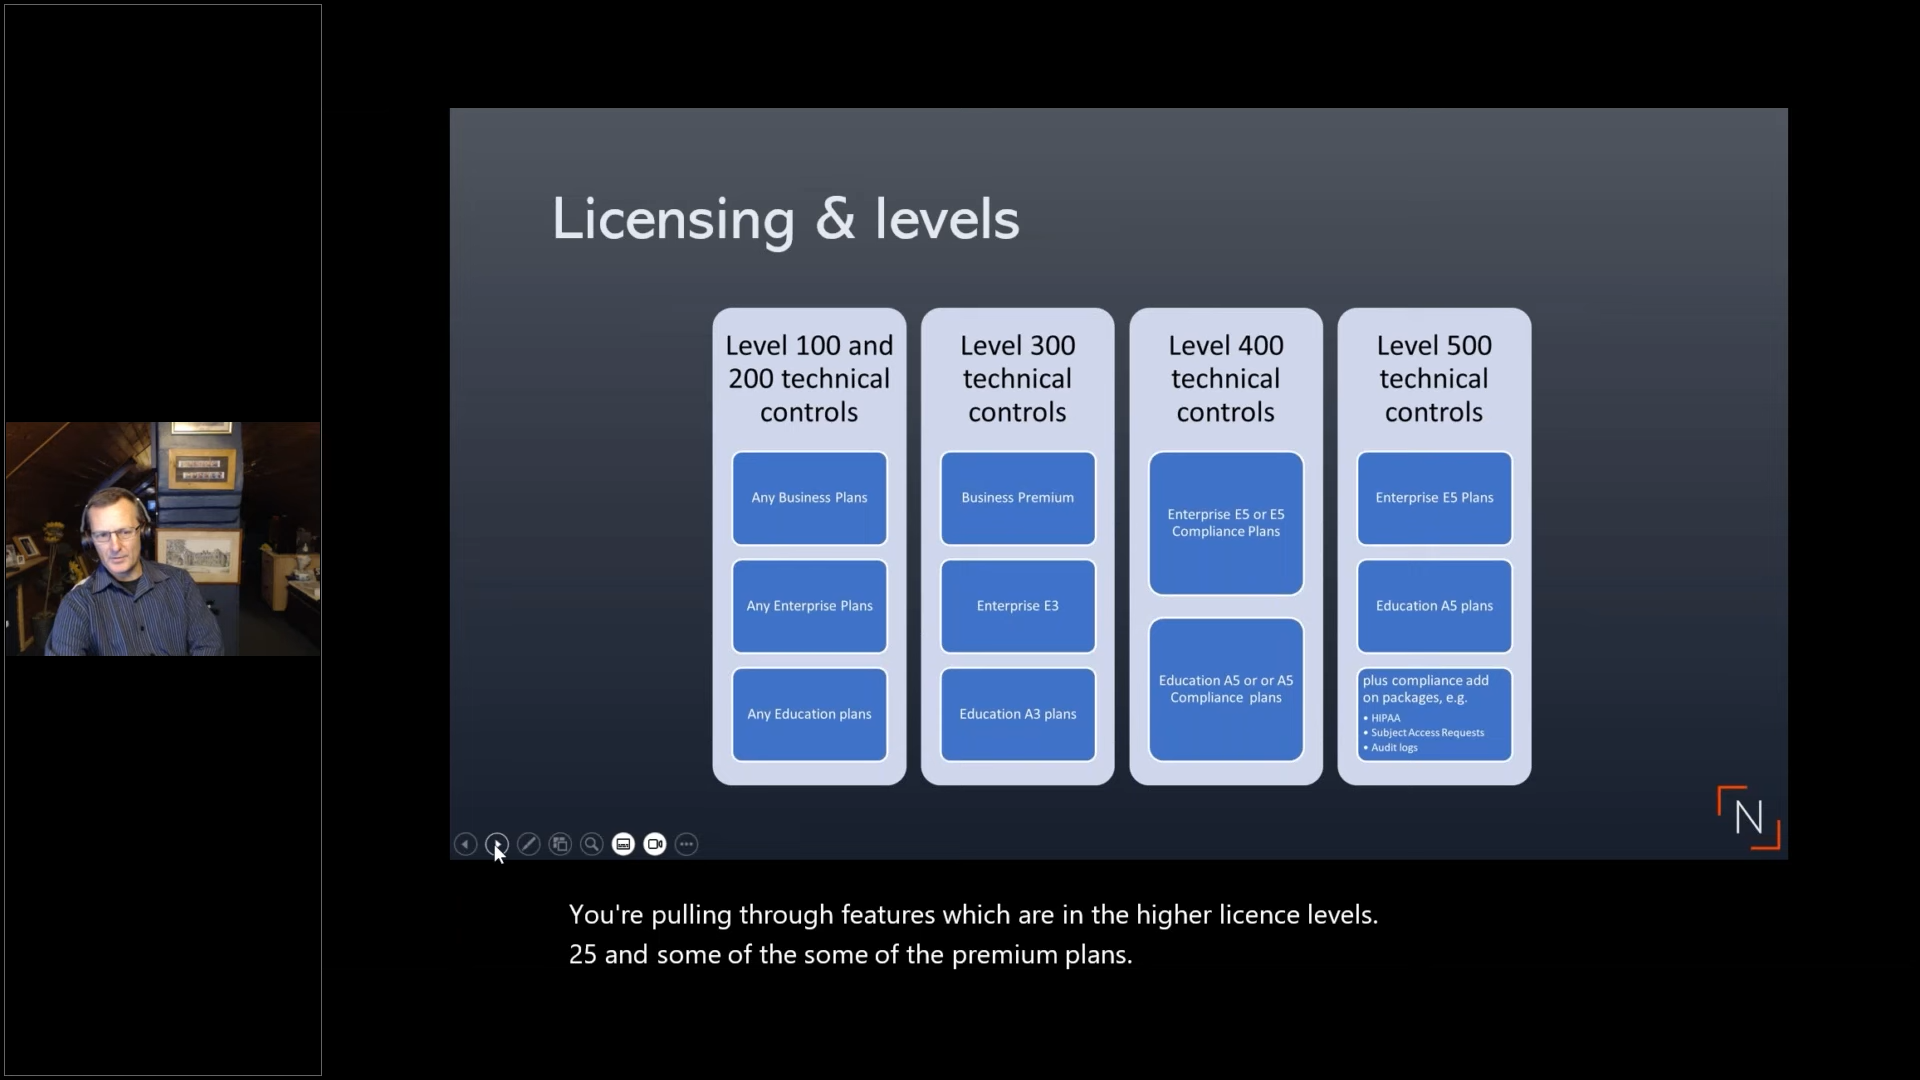 Licensing & levels
Level 100 and
200 technical
controls
Any Business Plans
Any Enterprise Plans
Any Education plans
Level 300
technical
controls
Business Premium
Enterprise E3
Education A3 plans
Level 400
technical
controls
Enterprise E5 or E5
Compliance Plans
Education A5 or or A5
Compliance plans
Level 500
technical
controls
Enterprise E5 Plans
Education A5 plans
plus compliance add
on packages, e.g.
• HIPAA
• Subject Access Requests
• Audit logs
N
You're pulling through features which are in the higher licence levels.
25 and some of the some of the premium plans.